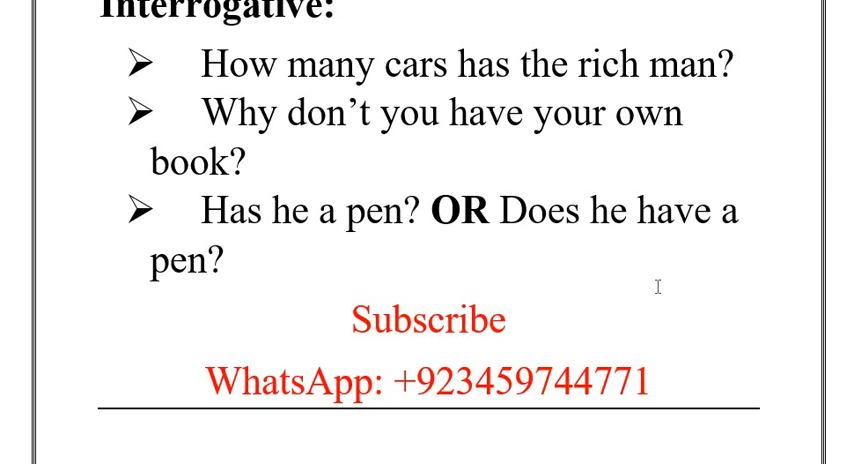 Interrogative:
➢ How many cars has the rich man?
➢ Why don’t you have your own
book?
➢ Has he a pen? OR Does he have a
pen?
Subscribe
WhatsApp: +923459744771